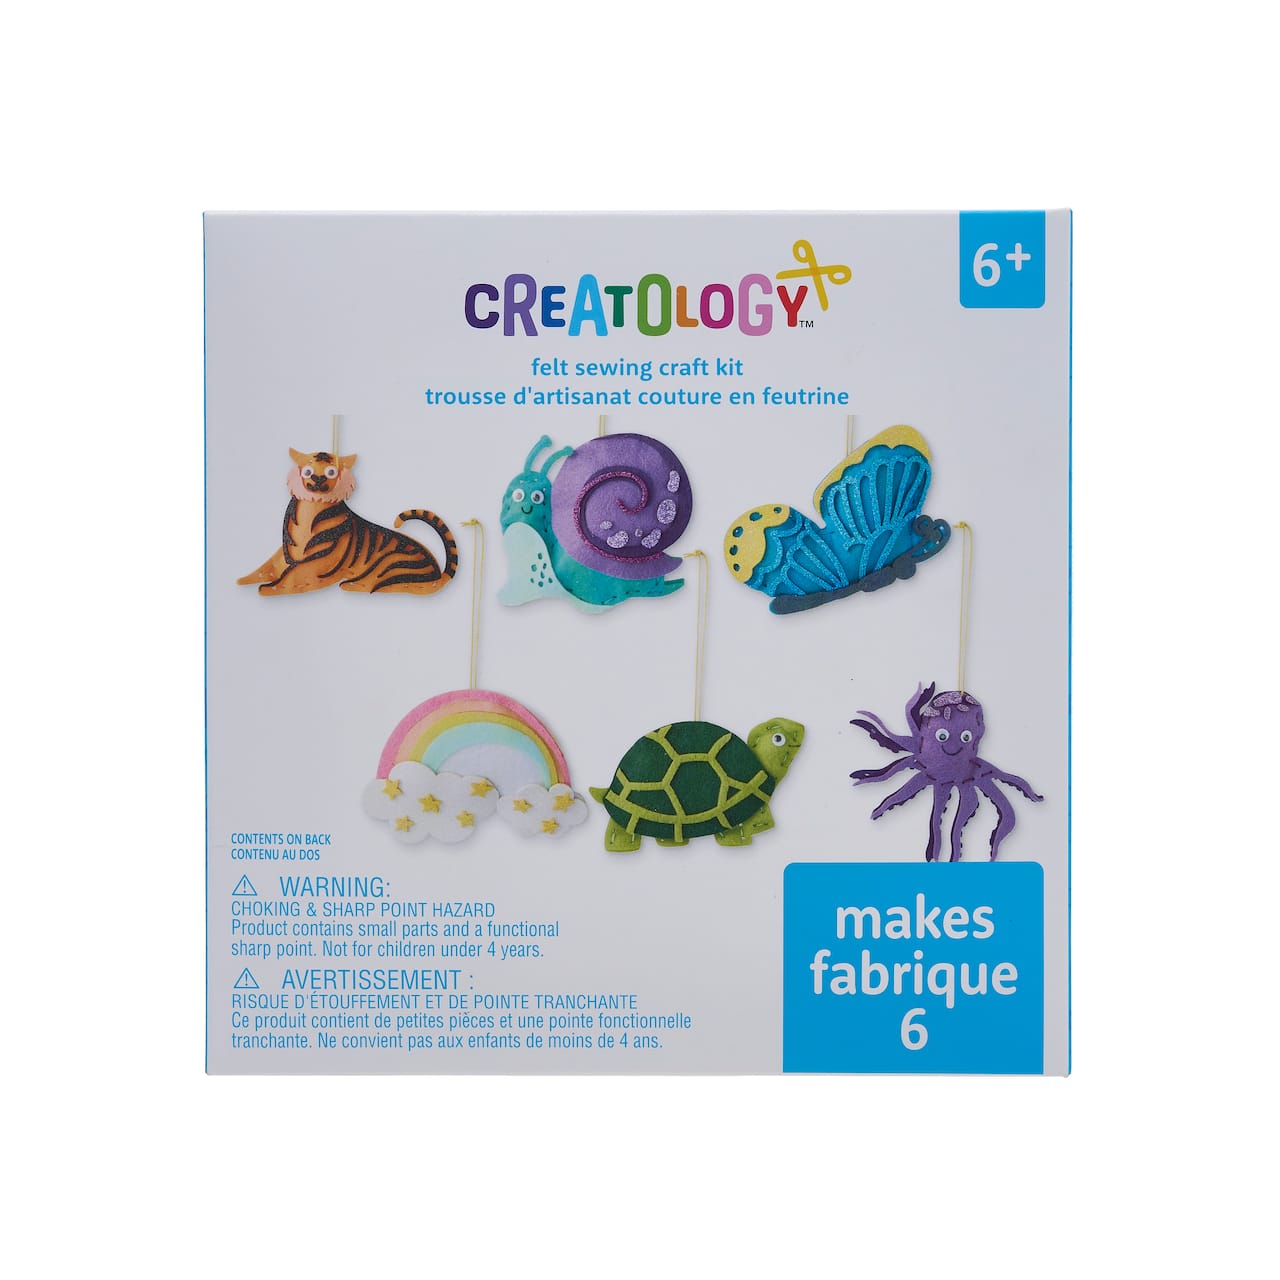 6+
CREATOLOGY™
felt sewing craft kit
trousse d'artisanat couture en feutrine
CONTENTS ON BACK
CONTENU AU DOS
⚠ WARNING:
CHOKING & SHARP POINT HAZARD
Product contains small parts and a functional
sharp point. Not for children under 4 years.
⚠ AVERTISSEMENT :
RISQUE D'ÉTOUFFEMENT ET DE POINTE TRANCHANTE
Ce produit contient de petites pièces et une pointe fonctionnelle
tranchante. Ne convient pas aux enfants de moins de 4 ans.
makes
fabrique
6